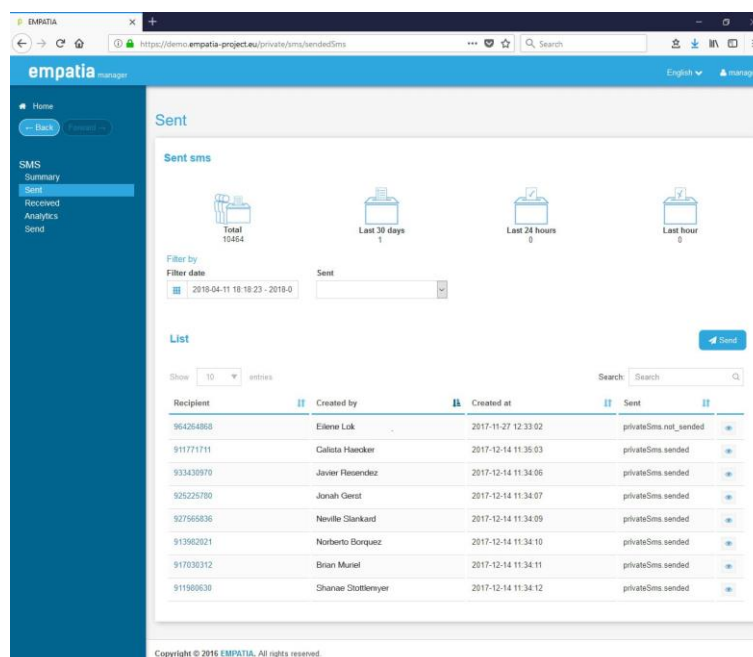 EMPATIA
https://demo.empatia-project.eu/private/sms/sendedSms
Search
empatia manager
English
manag
Home
← Back
Forward →
SMS
Summary
Sent
Received
Analytics
Send
Sent
Sent sms
Total
10464
Last 30 days
1
Last 24 hours
0
Last hour
0
Filter by
Filter date
Sent
2018-04-11 18:18:23 - 2018-0
List
Send
Show 10 entries
Search: Search
Recipient Created by Created at Sent
964264868 Eilene Lok 2017-11-27 12:33:02 privateSms.not_sended
911771711 Calista Haecker 2017-12-14 11:35:03 privateSms.sended
933430970 Javier Resendez 2017-12-14 11:34:06 privateSms.sended
925225780 Jonah Gerst 2017-12-14 11:34:07 privateSms.sended
927565836 Neville Slankard 2017-12-14 11:34:09 privateSms.sended
913982021 Norberto Borquez 2017-12-14 11:34:10 privateSms.sended
917030312 Brian Muriel 2017-12-14 11:34:11 privateSms.sended
911980630 Shanae Stottlemyer 2017-12-14 11:34:12 privateSms.sended
Copyright © 2016 EMPATIA. All rights reserved.